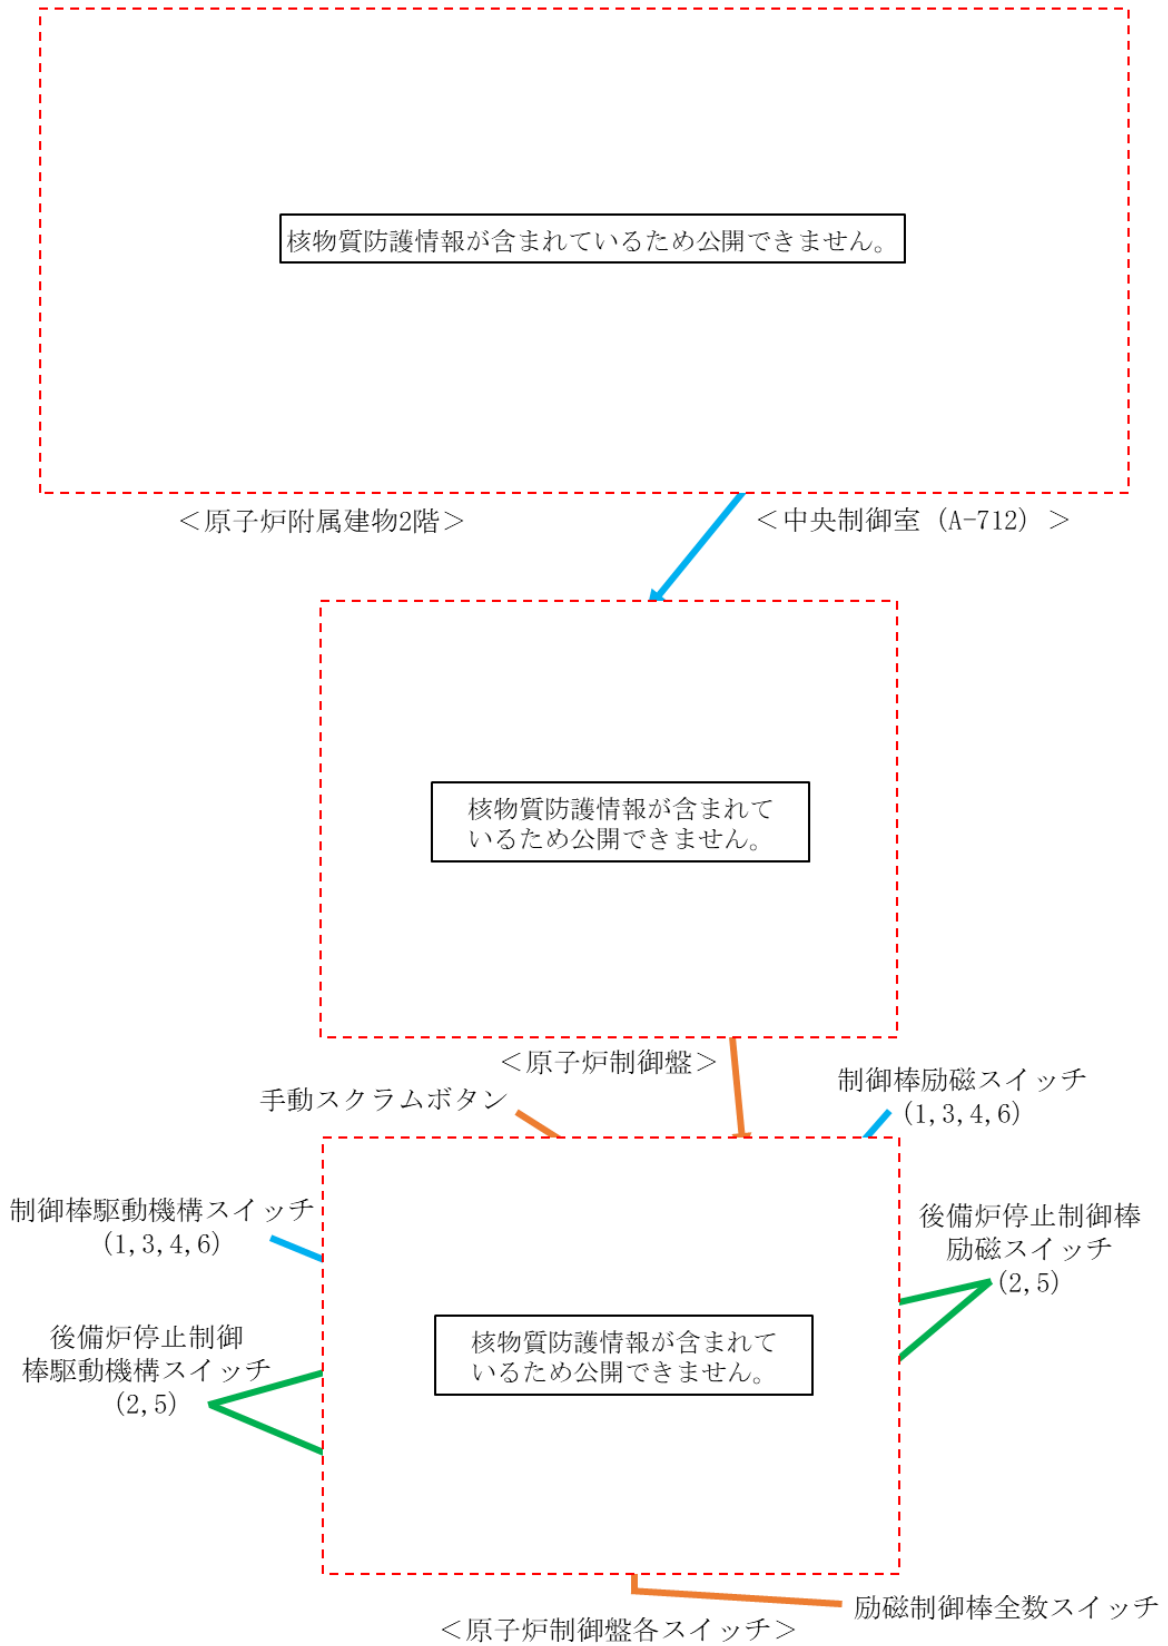 核物質防護情報が含まれているため公開できません。
＜原子炉附属建物2階＞
＜中央制御室（A-712）＞
核物質防護情報が含まれて
いるため公開できません。
＜原子炉制御盤＞
手動スクラムボタン
制御棒励磁スイッチ
(1,3,4,6)
制御棒駆動機構スイッチ
(1,3,4,6)
後備炉停止制御棒
励磁スイッチ
(2,5)
後備炉停止制御
棒駆動機構スイッチ
(2,5)
核物質防護情報が含まれて
いるため公開できません。
励磁制御棒全数スイッチ
＜原子炉制御盤各スイッチ＞